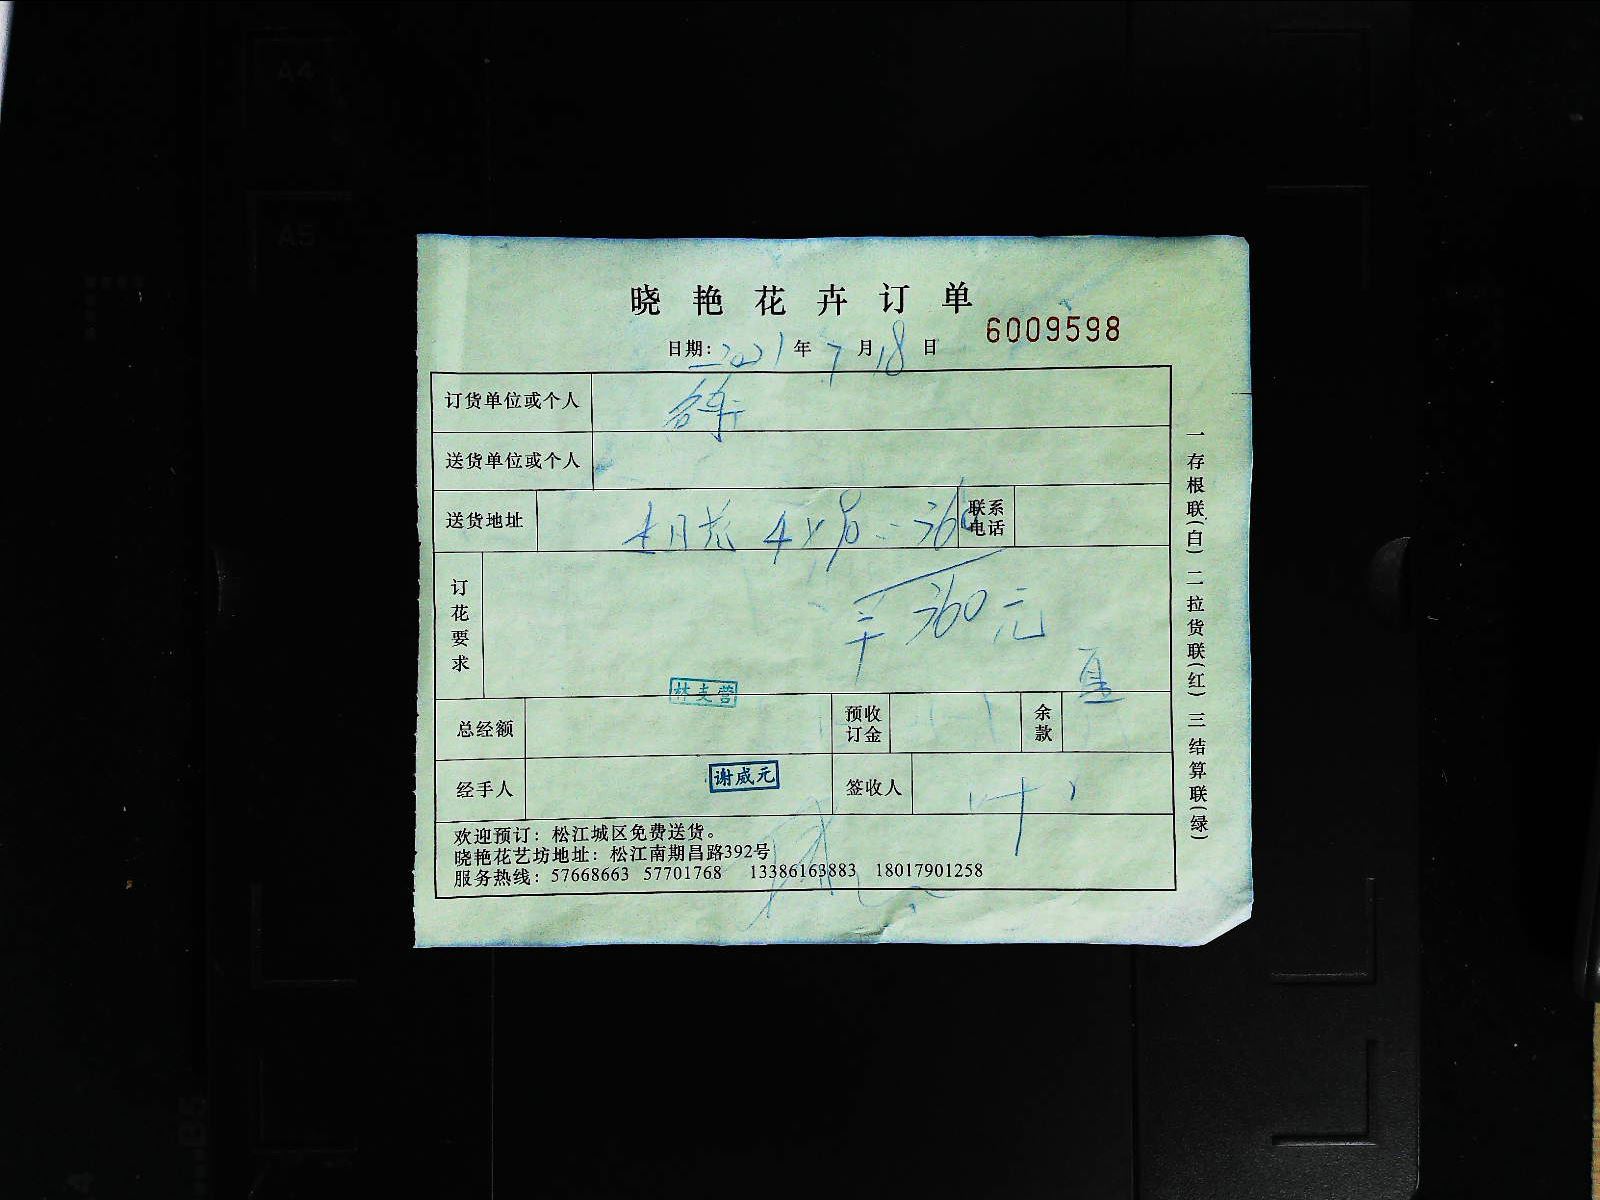 A4
A5
晓艳花卉订单
6009598
日期:2021年7月18日
订货单位或个人
送货单位或个人
送货地址 4 联系电话
订花要求
360元
总经额 预收订金 余款
经手人 谢威元 签收人 叶
欢迎预订：松江城区免费送货。
晓艳花艺坊地址：松江南期昌路392号
服务热线：57668663 57701768 13386163883 18017901258
一存根联(白) 二拉货联(红) 三结算联(绿)
B5